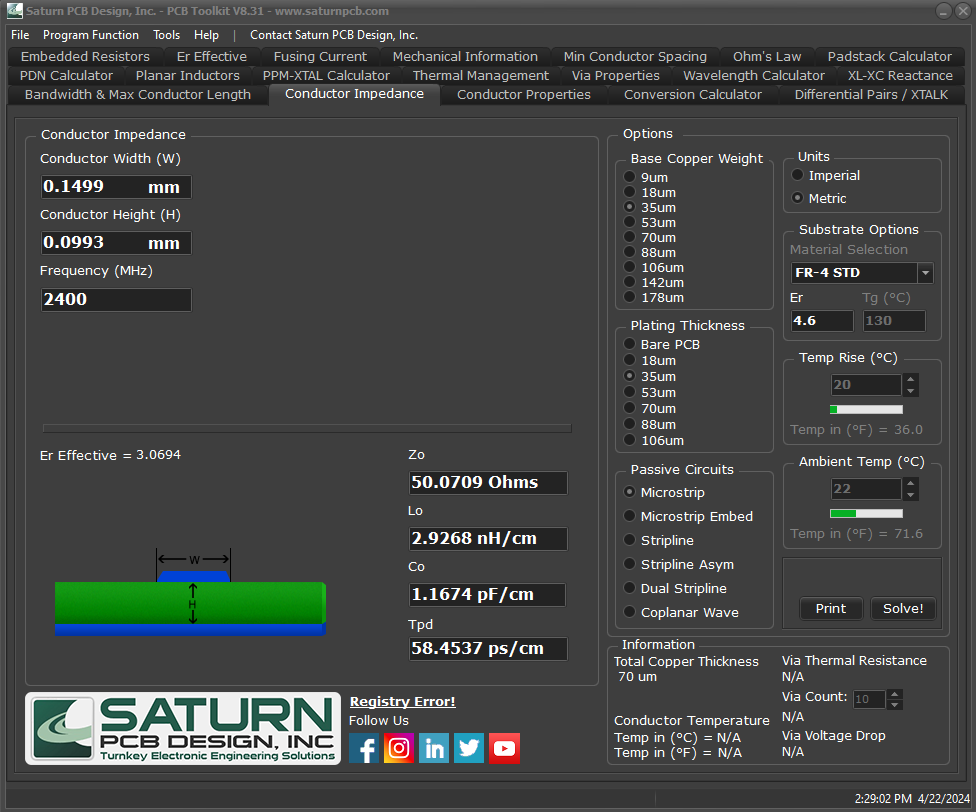 Saturn PCB Design, Inc. - PCB Toolkit V8.31 - www.saturnpcb.com
File Program Function Tools Help | Contact Saturn PCB Design, Inc.
Embedded Resistors Er Effective Fusing Current Mechanical Information Min Conductor Spacing Ohm's Law Padstack Calculator
PDN Calculator Planar Inductors PPM-XTAL Calculator Thermal Management Via Properties Wavelength Calculator XL-XC Reactance
Bandwidth & Max Conductor Length Conductor Impedance Conductor Properties Conversion Calculator Differential Pairs / XTALK
Conductor Impedance
Conductor Width (W)
0.1499 mm
Conductor Height (H)
0.0993 mm
Frequency (MHz)
2400
Er Effective = 3.0694
Zo
50.0709 Ohms
Lo
2.9268 nH/cm
Co
1.1674 pF/cm
Tpd
58.4537 ps/cm
W
H
Options
Base Copper Weight
9um
18um
35um
53um
70um
88um
106um
142um
178um
Plating Thickness
Bare PCB
18um
35um
53um
70um
88um
106um
Passive Circuits
Microstrip
Microstrip Embed
Stripline
Stripline Asym
Dual Stripline
Coplanar Wave
Units
Imperial
Metric
Substrate Options
Material Selection
FR-4 STD
Er Tg (°C)
4.6 130
Temp Rise (°C)
20
Temp in (°F) = 36.0
Ambient Temp (°C)
22
Temp in (°F) = 71.6
Print Solve!
Information
Total Copper Thickness
70 um
Conductor Temperature
Temp in (°C) = N/A
Temp in (°F) = N/A
Via Thermal Resistance
N/A
Via Count: 10
N/A
Via Voltage Drop
N/A
SATURN
PCB DESIGN, INC
Turnkey Electronic Engineering Solutions
Registry Error!
Follow Us
f in
2:29:02 PM 4/22/2024